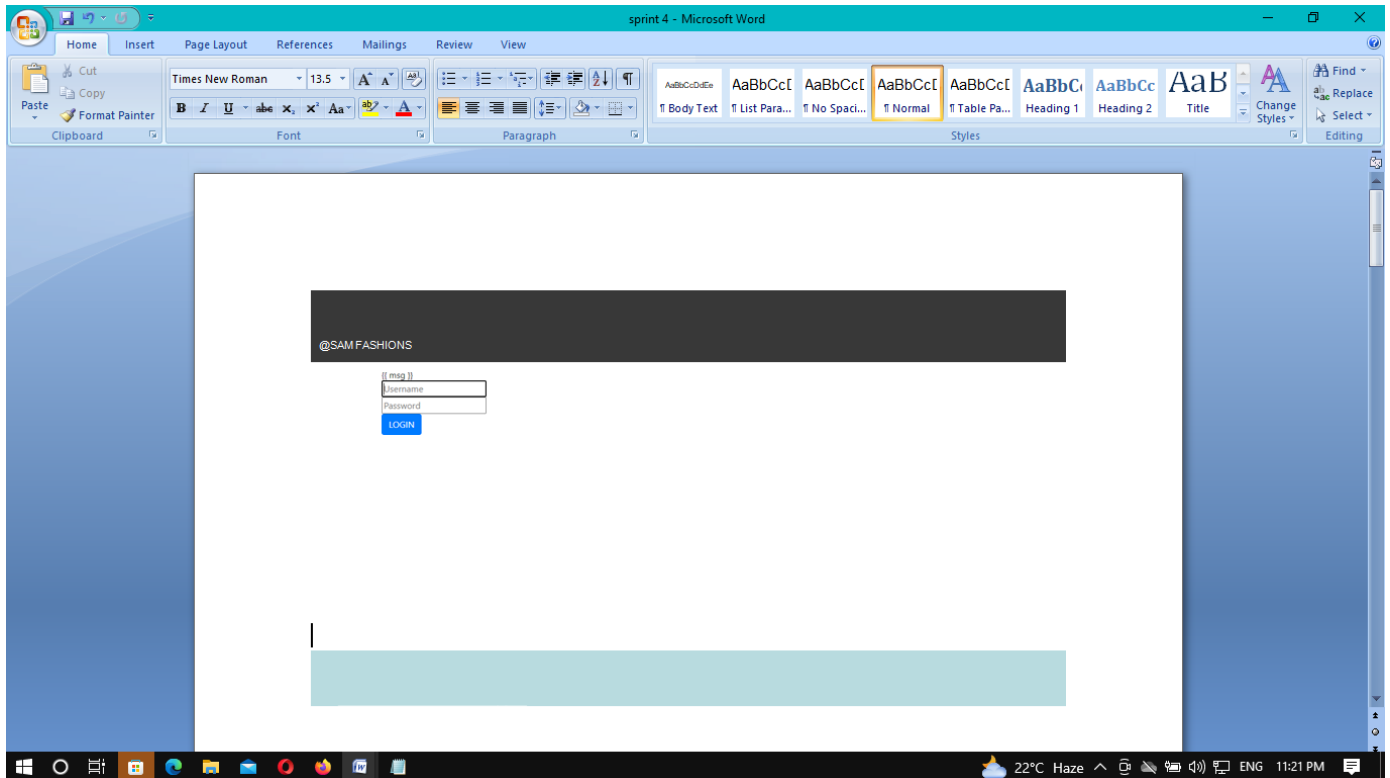 sprint 4 - Microsoft Word
Home Insert Page Layout References Mailings Review View
Paste
Cut
Copy
Format Painter
Clipboard
Times New Roman 13.5
Font
Paragraph
AaBbCcDdEe AaBbCcI AaBbCcI AaBbCcI AaBbCcI AaBbC AaBbCc AaB
¶ Body Text ¶ List Para... ¶ No Spaci... ¶ Normal ¶ Table Pa... Heading 1 Heading 2 Title
Change Styles
Styles
Find
Replace
Select
Editing
@SAM FASHIONS
{{ msg }}
Username
Password
LOGIN
22°C Haze ENG 11:21 PM